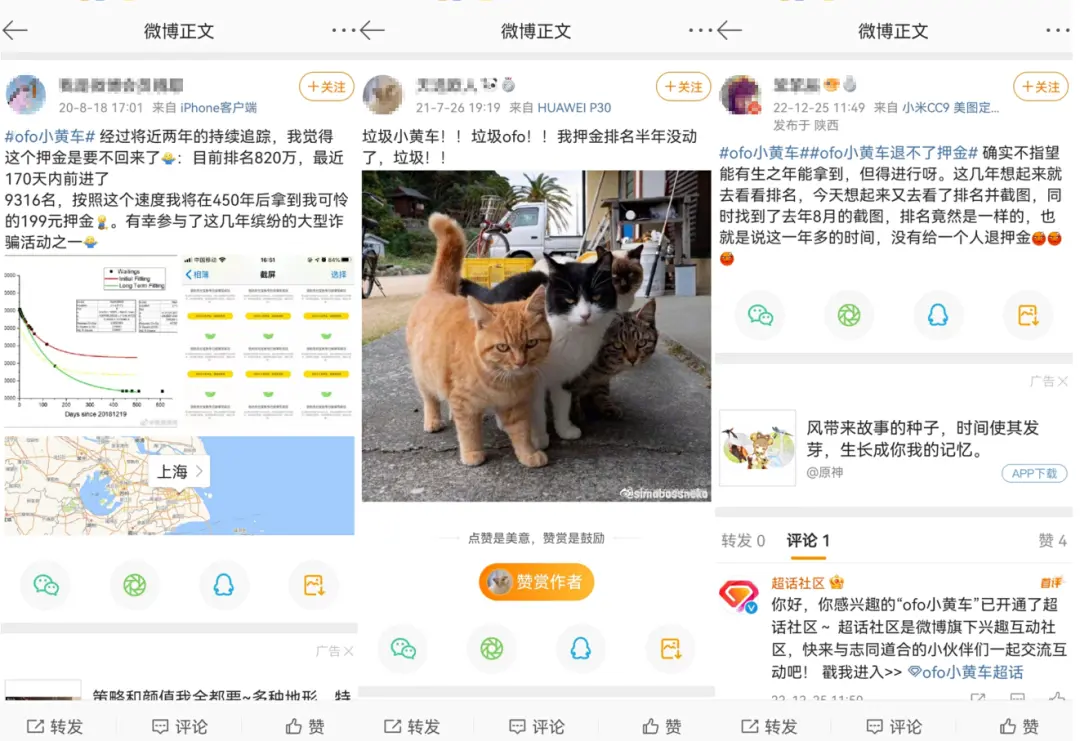 微博正文
+关注
20-8-18 17:01 来自 iPhone客户端
#ofo小黄车# 经过将近两年的持续追踪，我觉得
这个押金是要不回来了：目前排名820万，最近
170天内前进了
9316名，按照这个速度我将在450年后拿到我可怜
的199元押金。有幸参与了这几年缤纷的大型诈
骗活动之一
Waitings
Initial Fitting
Long Term Fitting
0 100 200 300 400 500 600
Days since 20181219
中国移动 16:51 64%
相簿 截屏 选择
上海
广告
策略和颜值我全都要~多种地形，特
转发 评论 赞
微博正文
+关注
21-7-26 19:19 来自 HUAWEI P30
垃圾小黄车！！垃圾ofo！！我押金排名半年没动
了，垃圾！！
@simabossneko
点赞是美意，赞赏是鼓励
赞赏作者
转发 评论 赞
微博正文
+关注
22-12-25 11:49 来自 小米CC9 美图定...
发布于 陕西
#ofo小黄车##ofo小黄车退不了押金# 确实不指望
能有生之年能拿到，但得进行呀。这几年想起来就
去看看排名，今天想起来又去看了排名并截图，同
时找到了去年8月的截图，排名竟然是一样的，也
就是说这一年多的时间，没有给一个人退押金
广告
风带来故事的种子，时间使其发
芽，生长成你我的记忆。
@原神
APP下载
转发 0 评论 1 赞 4
超话社区
首评
你好，你感兴趣的“ofo小黄车”已开通了超
话社区～ 超话社区是微博旗下兴趣互动社
区，快来与志同道合的小伙伴们一起交流互
动吧！ 戳我进入>> ofo小黄车超话
22-12-25 11:50
转发 评论 赞